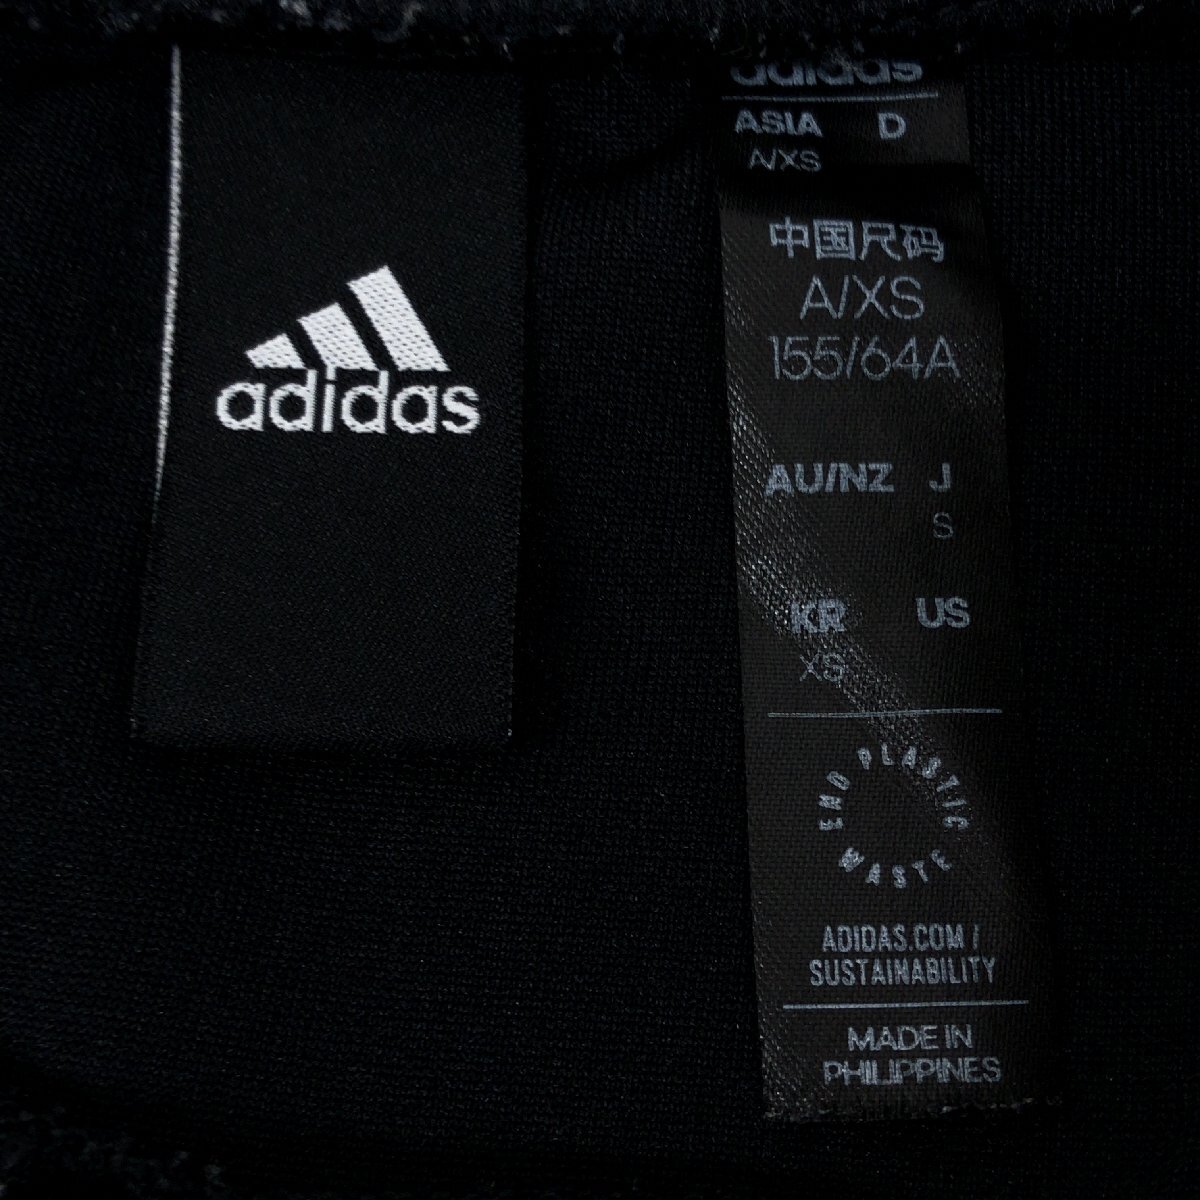 adidas
adidas
ASIA D
A/XS
中国尺码
A/XS
155/64A
AU/NZ J
S
KR US
XS
END PLASTIC WASTE
ADIDAS.COM /
SUSTAINABILITY
MADE IN
PHILIPPINES